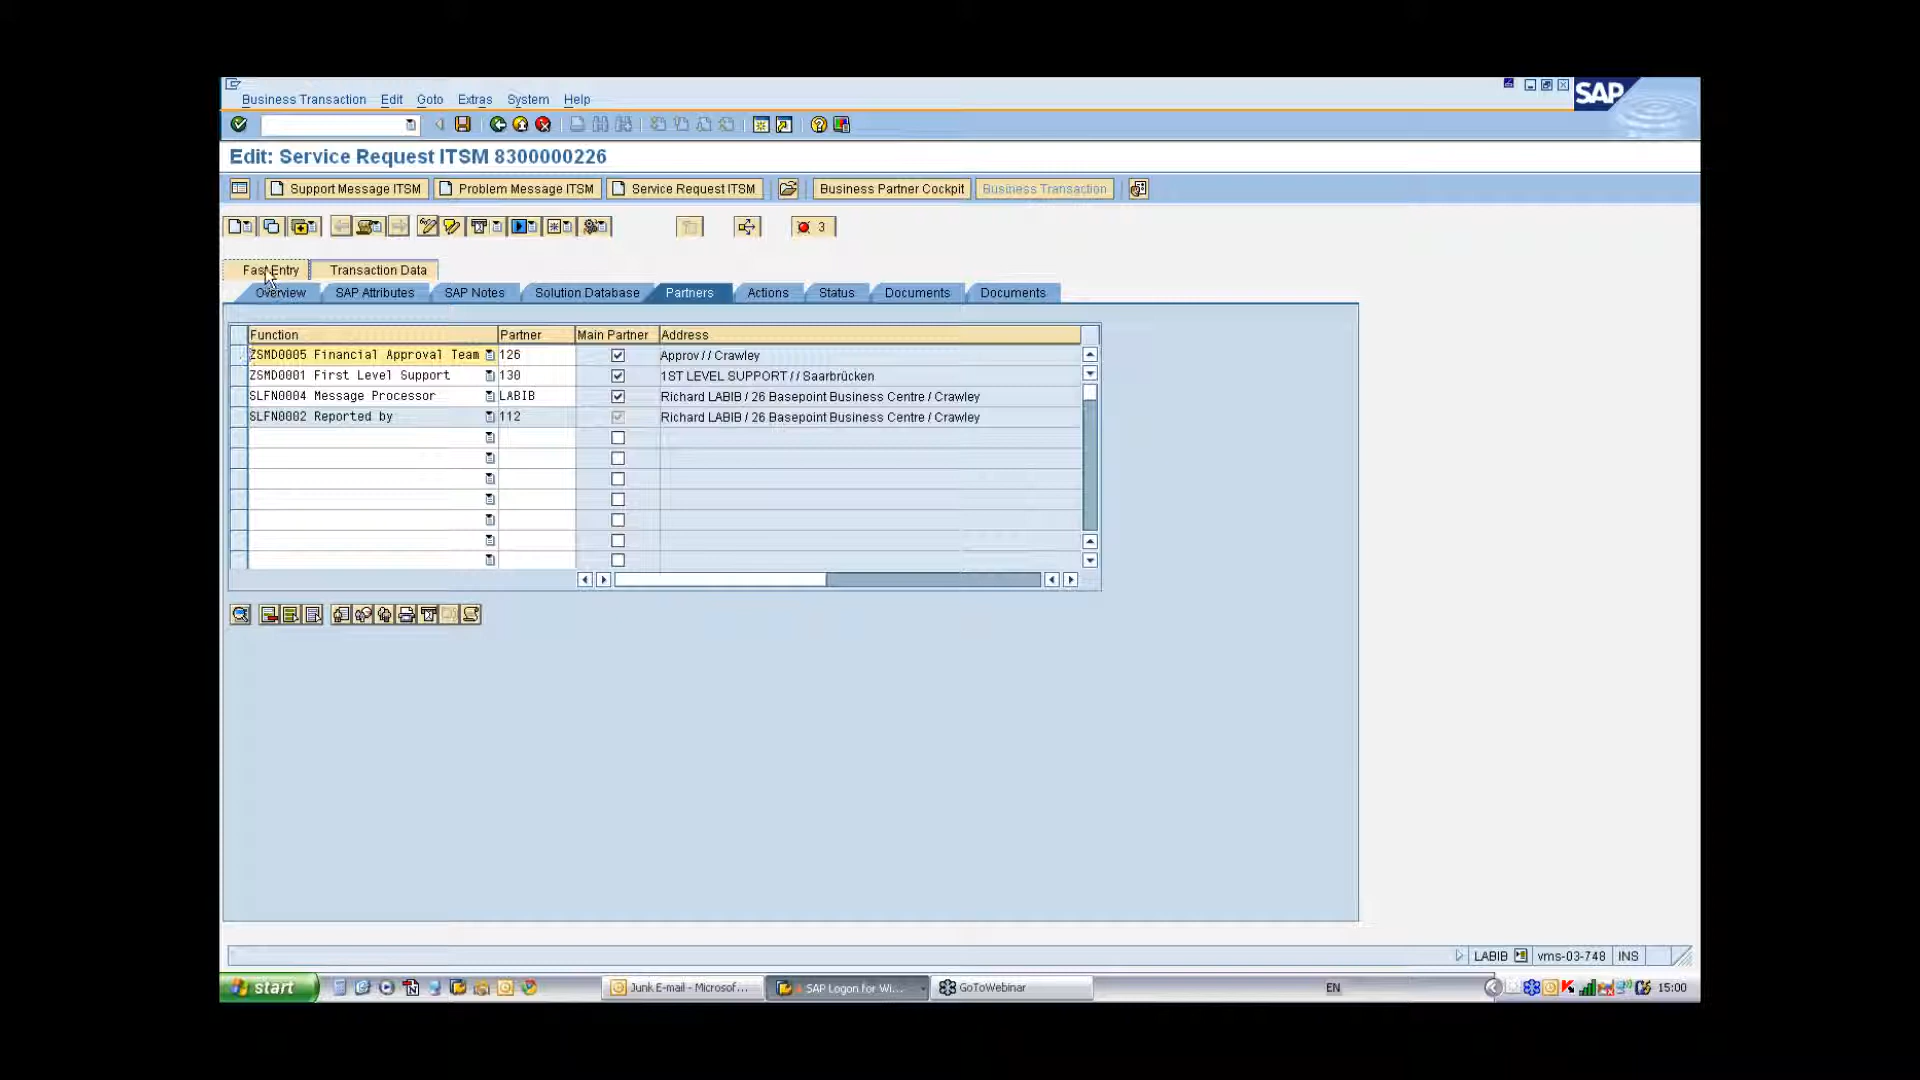 Business Transaction Edit Goto Extras System Help
SAP
Edit: Service Request ITSM 8300000226
Support Message ITSM Problem Message ITSM Service Request ITSM Business Partner Cockpit Business Transaction
3
Fast Entry Transaction Data
Overview SAP Attributes SAP Notes Solution Database Partners Actions Status Documents Documents
Function Partner Main Partner Address
ZSMD0005 Financial Approval Team 126 Approv / / Crawley
ZSMD0001 First Level Support 130 1ST LEVEL SUPPORT / / Saarbrücken
SLFN0004 Message Processor LABIB Richard LABIB / 26 Basepoint Business Centre / Crawley
SLFN0002 Reported by 112 Richard LABIB / 26 Basepoint Business Centre / Crawley
LABIB vms-03-748 INS
start Junk E-mail - Microsof... SAP Logon for Wi... GoToWebinar EN 15:00